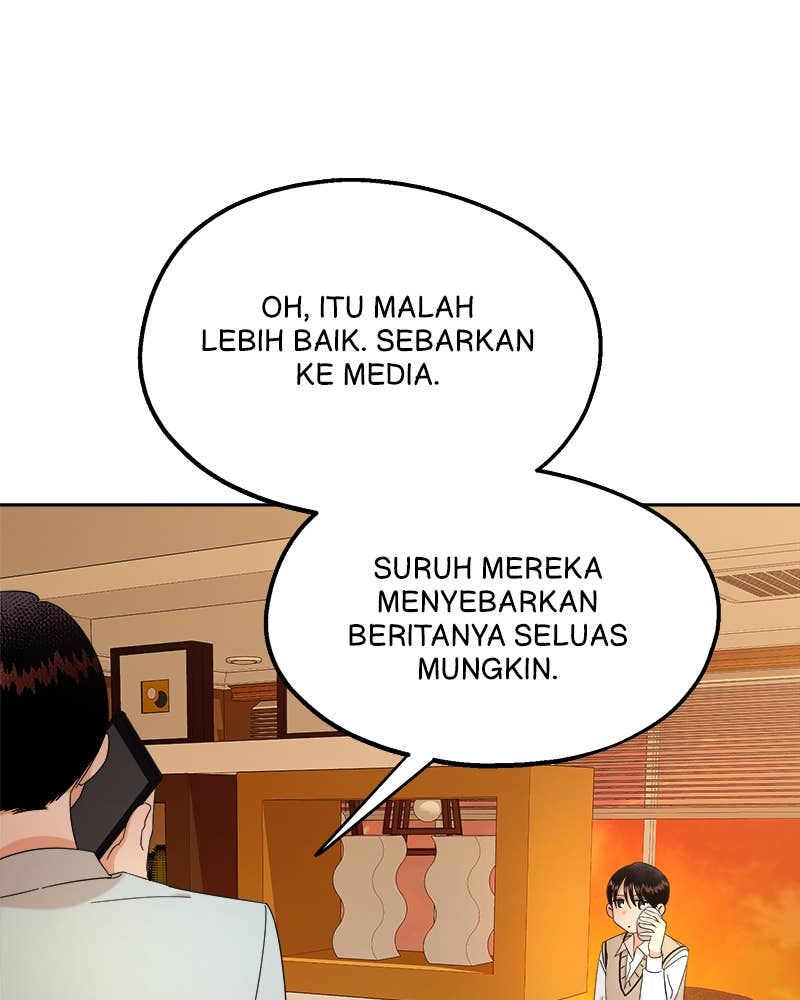 OH, ITU MALAH
LEBIH BAIK. SEBARKAN
KE MEDIA.
SURUH MEREKA
MENYEBARKAN
BERITANYA SELUAS
MUNGKIN.